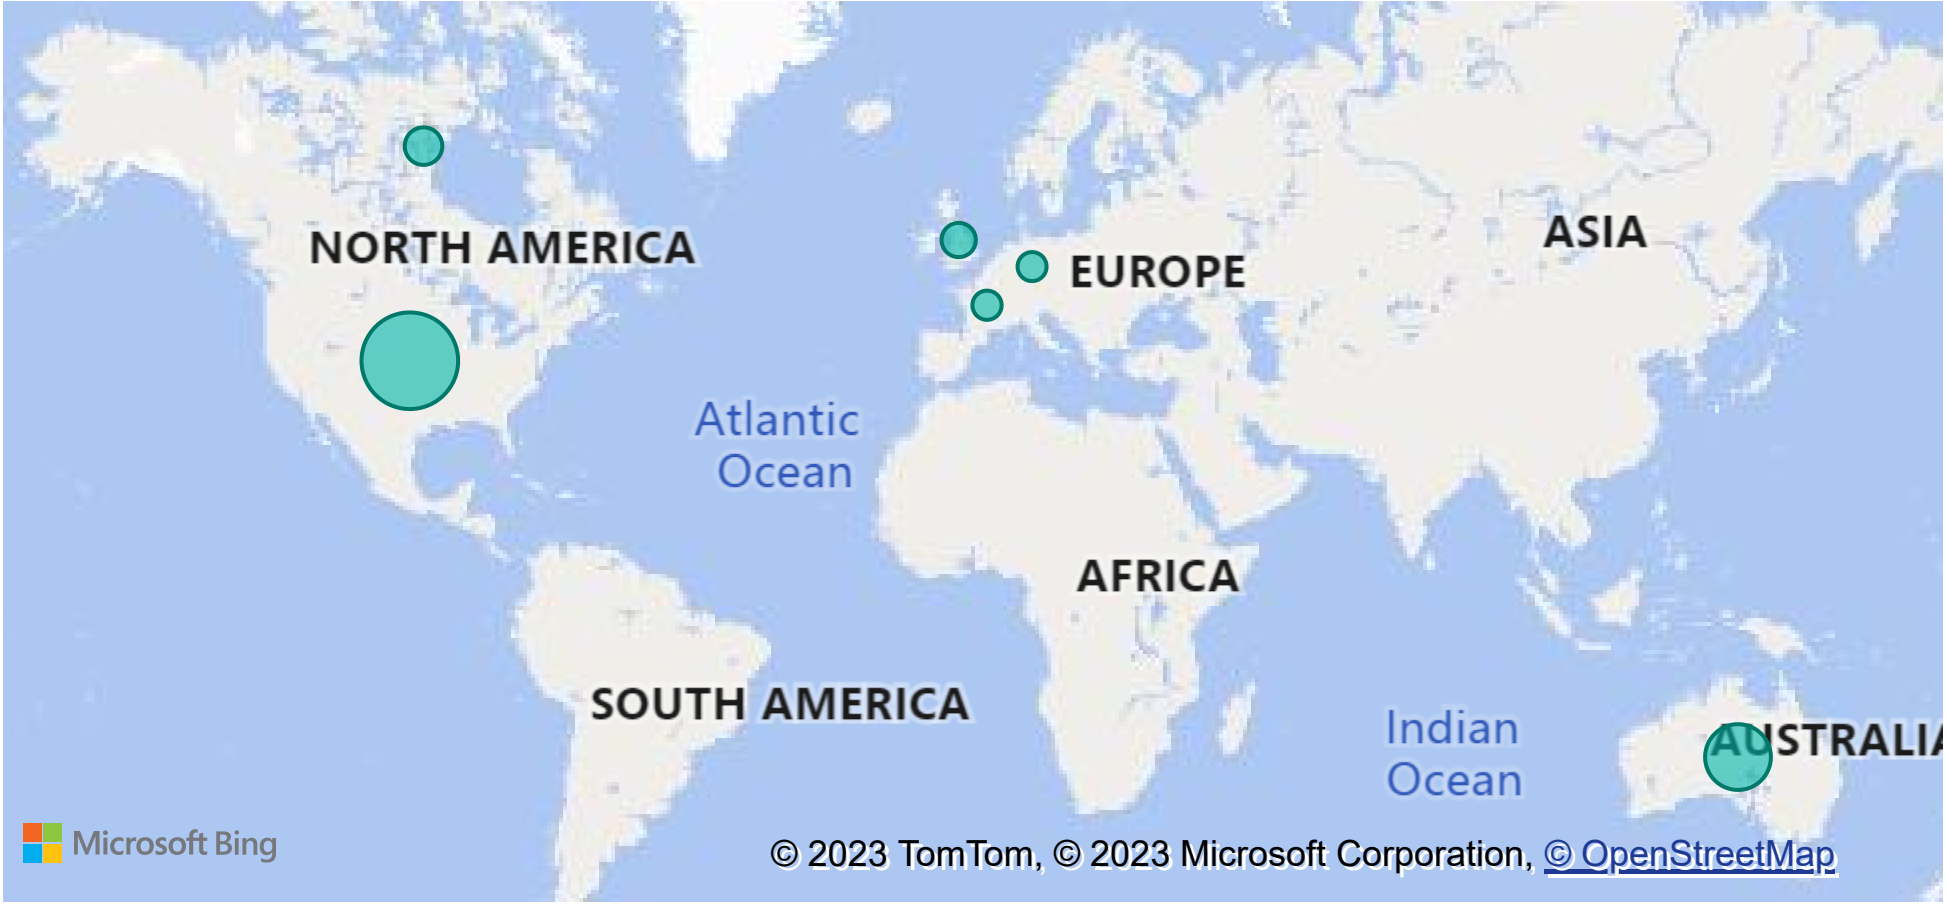 NORTH AMERICA
EUROPE
ASIA
Atlantic
Ocean
AFRICA
SOUTH AMERICA
Indian
Ocean
AUSTRALIA
Microsoft Bing
© 2023 TomTom, © 2023 Microsoft Corporation, © OpenStreetMap